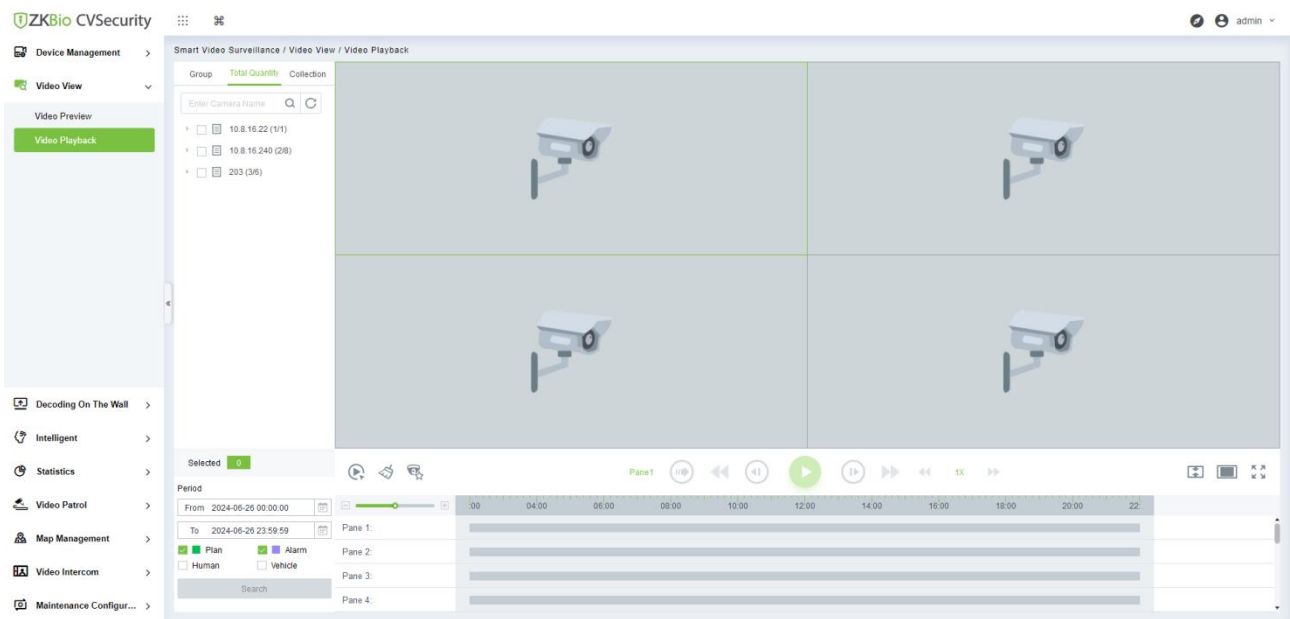 ZKBio CVSecurity
admin
Device Management
Smart Video Surveillance / Video View / Video Playback
Group Total Quantity Collection
Video View
Enter Camera Name
Video Preview
10.8.16.22 (1/1)
Video Playback
10.8.16.240 (2/8)
203 (3/6)
Decoding On The Wall
Intelligent
Selected 0
Statistics
Pane1 1X
Period
Video Patrol
From 2024-06-26 00:00:00
:00 04:00 06:00 08:00 10:00 12:00 14:00 16:00 18:00 20:00 22:
To 2024-06-26 23:59:59
Pane 1:
Map Management
Plan Alarm
Pane 2:
Human Vehicle
Video Intercom
Pane 3:
Search
Pane 4:
Maintenance Configur...